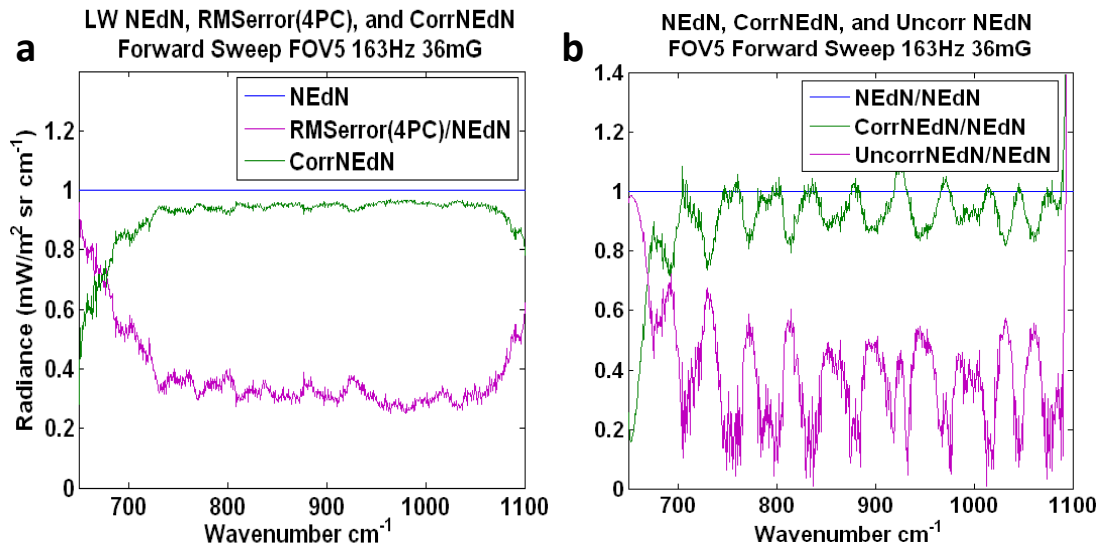 a
LW NEdN, RMSerror(4PC), and CorrNEdN
Forward Sweep FOV5 163Hz 36mG
NEdN
RMSerror(4PC)/NEdN
CorrNEdN
Radiance (mW/m² sr cm⁻¹)
1.2
1
0.8
0.6
0.4
0.2
0
700 800 900 1000 1100
Wavenumber cm⁻¹
b
NEdN, CorrNEdN, and Uncorr NEdN
FOV5 Forward Sweep 163Hz 36mG
NEdN/NEdN
CorrNEdN/NEdN
UncorrNEdN/NEdN
1.4
1.2
1
0.8
0.6
0.4
0.2
0
700 800 900 1000 1100
Wavenumber cm⁻¹